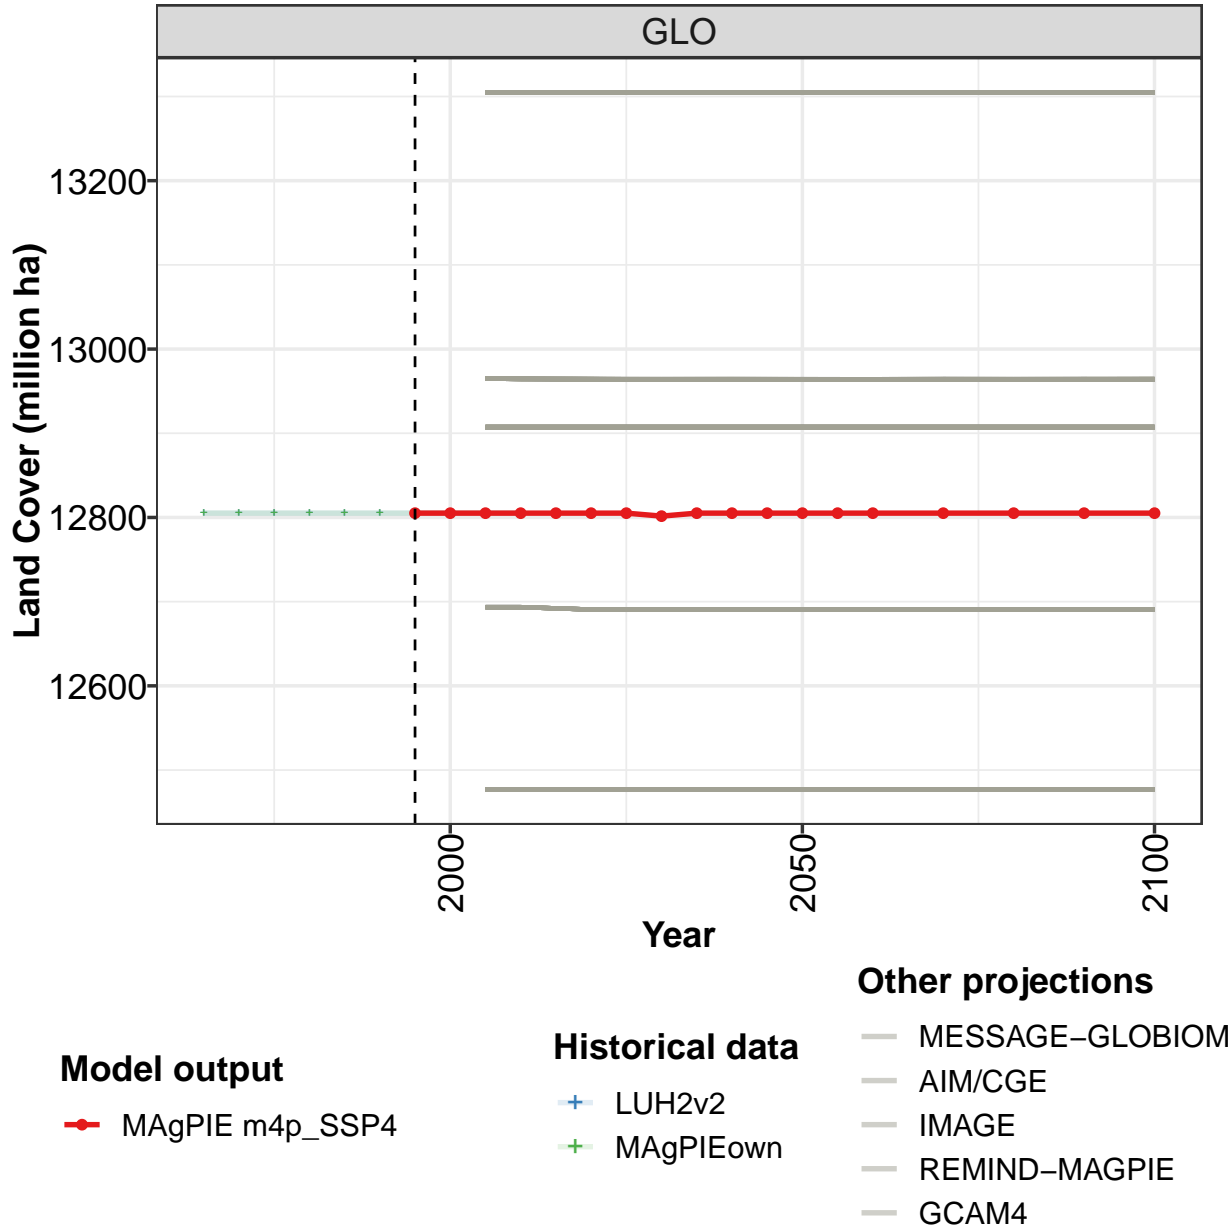 GLO
Land Cover (million ha)
13200
13000
12800
12600
2000
2050
2100
Year
Model output
MAgPIE m4p_SSP4
Historical data
LUH2v2
MAgPIEown
Other projections
MESSAGE−GLOBIOM
AIM/CGE
IMAGE
REMIND−MAGPIE
GCAM4